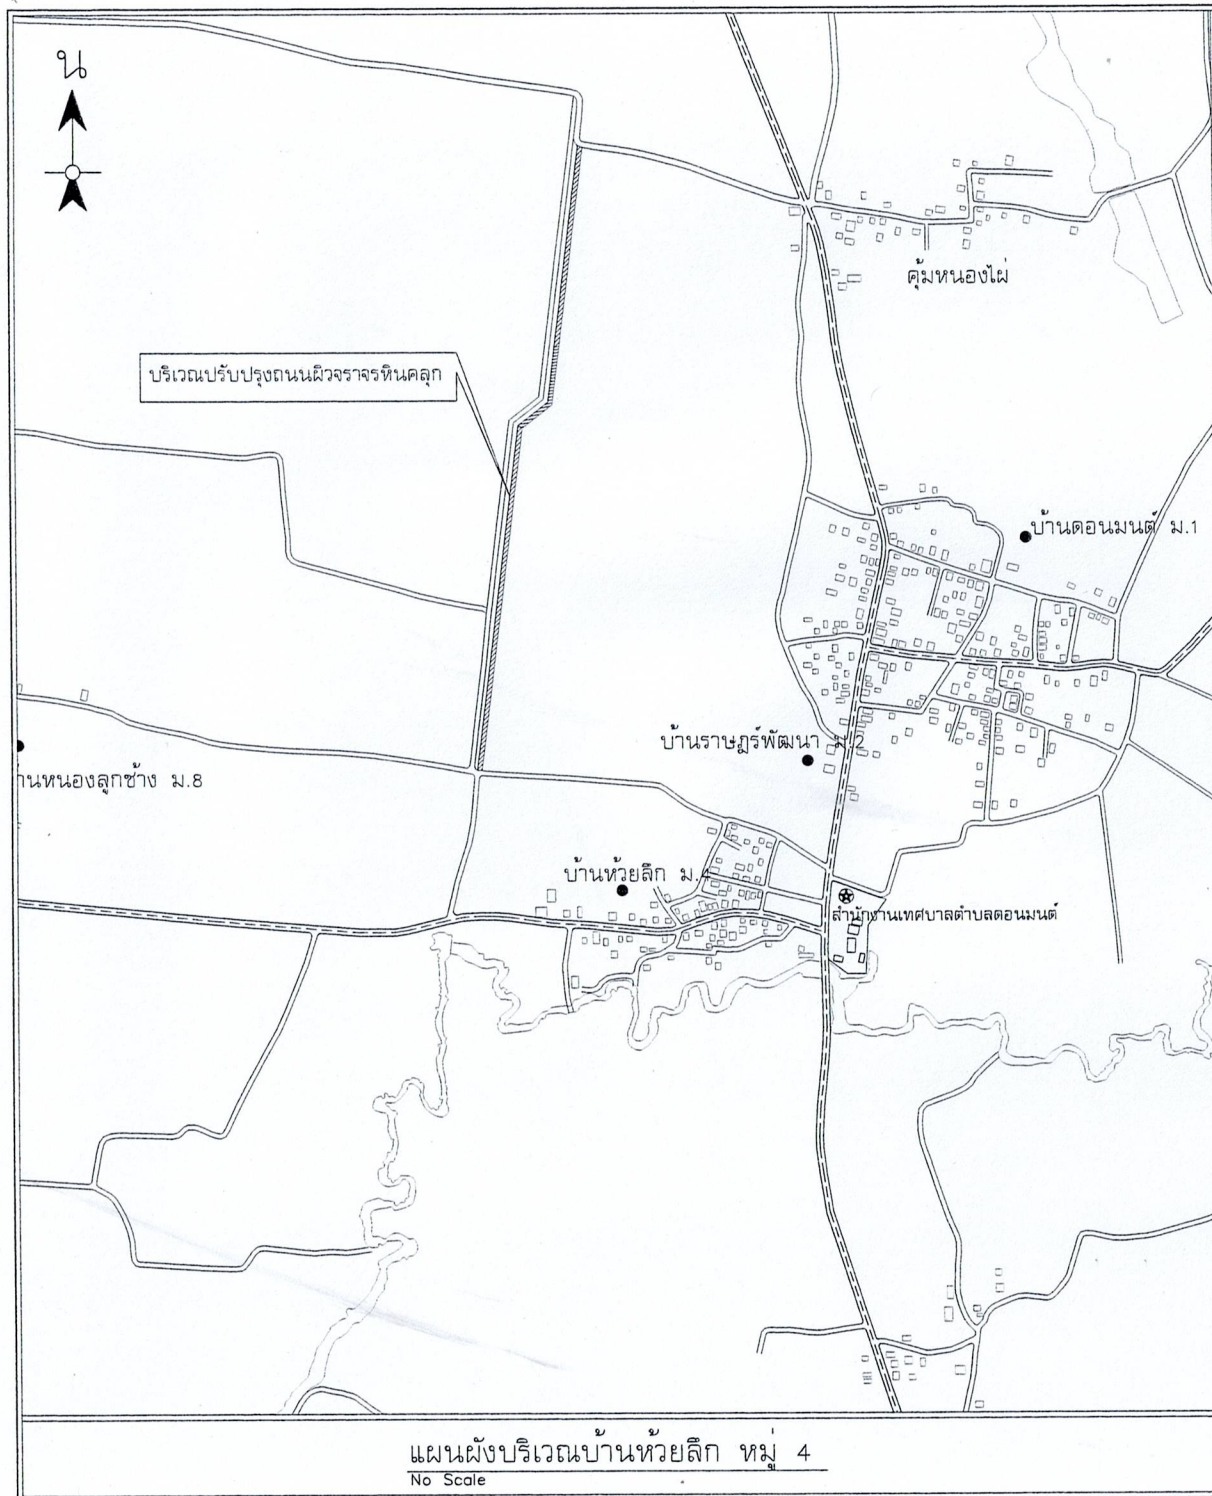 น
คุ้มหนองไผ่
บริเวณปรับปรุงถนนผิวจราจรหินคลุก
บ้านดอนมนต์ ม.1
บ้านราษฎร์พัฒนา ม.2
านหนองลูกช้าง ม.8
บ้านห้วยลึก ม.4
สำนักงานเทศบาลตำบลดอนมนต์
แผนผังบริเวณบ้านห้วยลึก หมู่ 4
No Scale